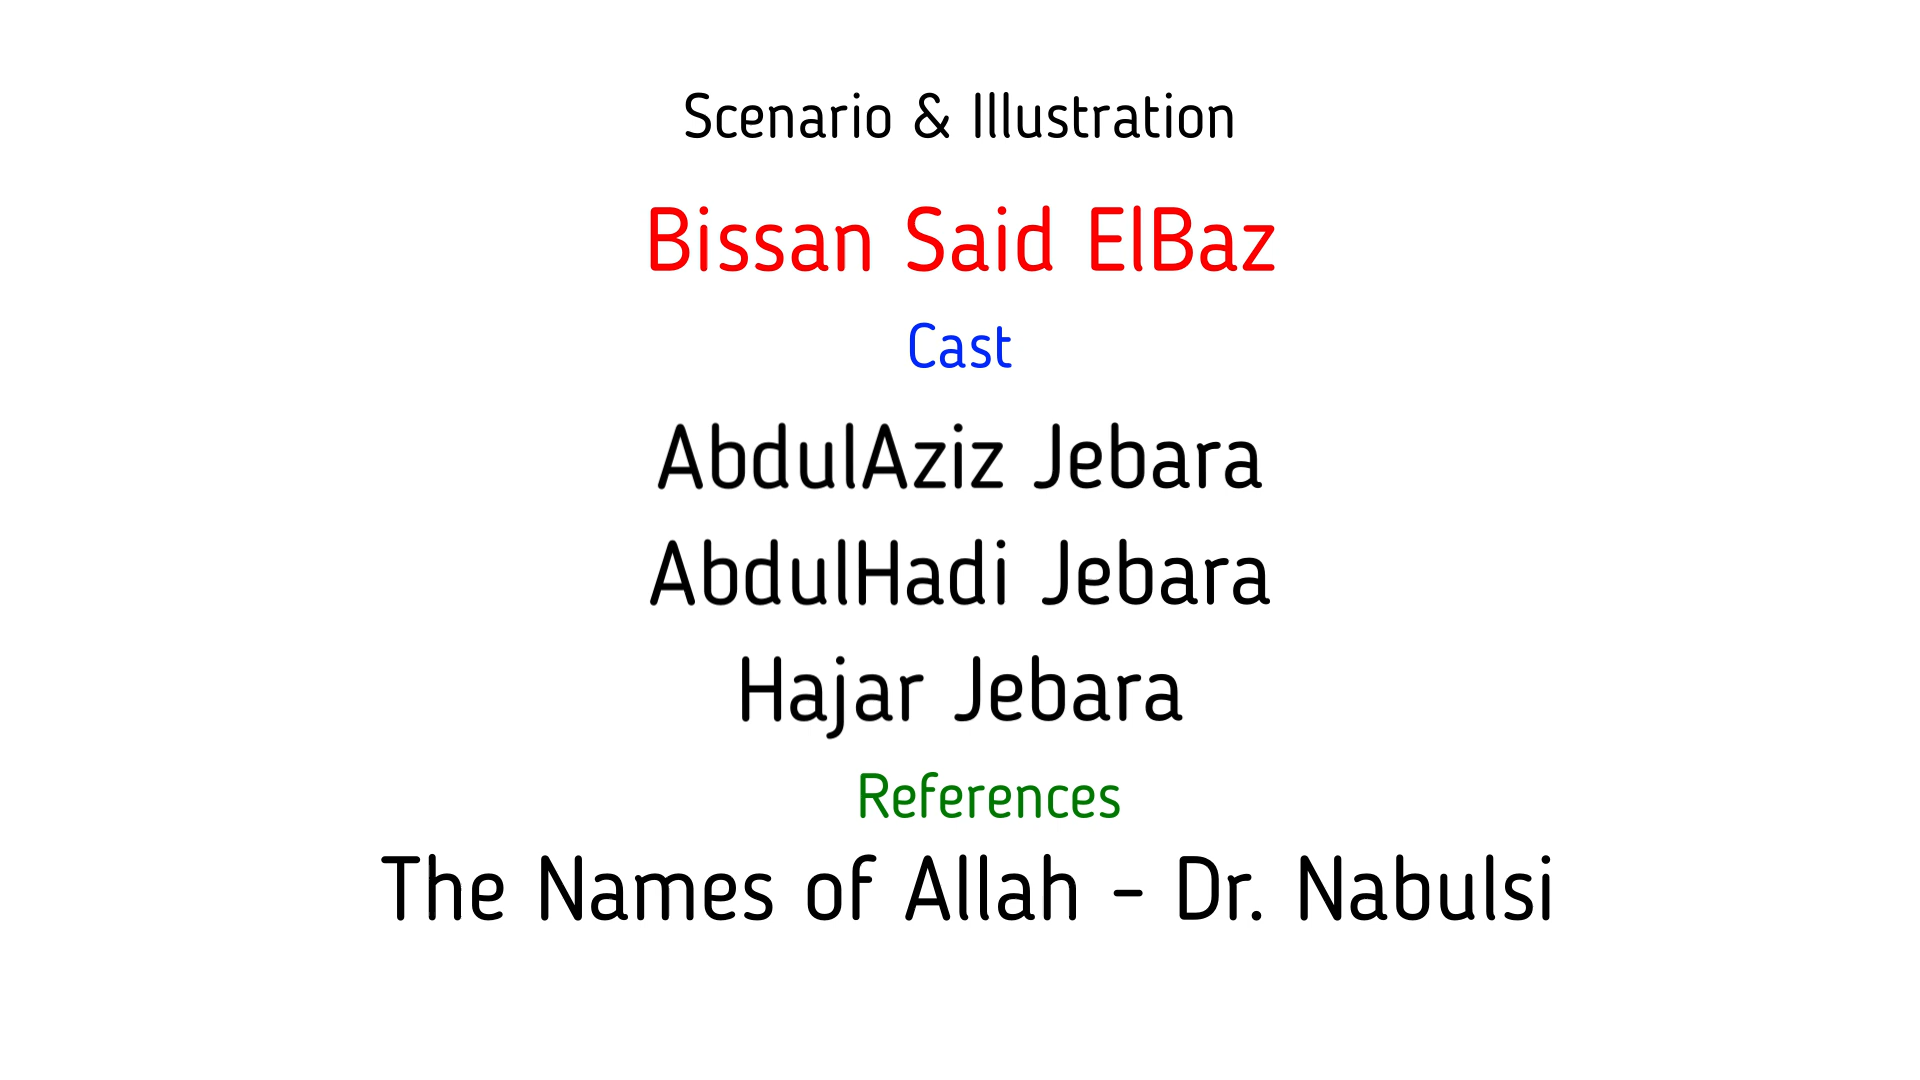 Scenario & Illustration
Bissan Said ElBaz
Cast
AbdulAziz Jebara
AbdulHadi Jebara
Hajar Jebara
References
The Names of Allah - Dr. Nabulsi